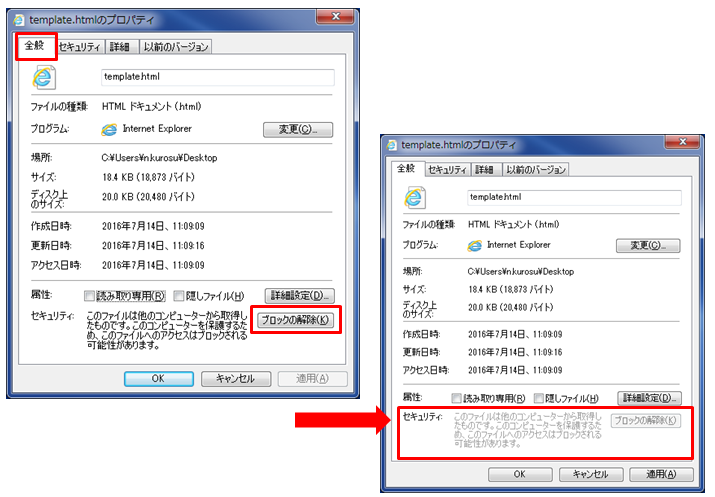 template.htmlのプロパティ
全般 セキュリティ 詳細 以前のバージョン
template.html
ファイルの種類: HTML ドキュメント (.html)
プログラム: Internet Explorer 変更(C)...
場所: C:¥Users¥n.kurosu¥Desktop
サイズ: 18.4 KB (18,873 バイト)
ディスク上
のサイズ: 20.0 KB (20,480 バイト)
作成日時: 2016年7月14日、11:09:09
更新日時: 2016年7月14日、11:09:16
アクセス日時: 2016年7月14日、11:09:09
属性: 読み取り専用(R) 隠しファイル(H) 詳細設定(D)...
セキュリティ: このファイルは他のコンピューターから取得し
たものです。このコンピューターを保護するた
め、このファイルへのアクセスはブロックされる
可能性があります。
ブロックの解除(K)
OK キャンセル 適用(A)
template.htmlのプロパティ
全般 セキュリティ 詳細 以前のバージョン
template.html
ファイルの種類: HTML ドキュメント (.html)
プログラム: Internet Explorer 変更(C)...
場所: C:¥Users¥n.kurosu¥Desktop
サイズ: 18.4 KB (18,873 バイト)
ディスク上
のサイズ: 20.0 KB (20,480 バイト)
作成日時: 2016年7月14日、11:09:09
更新日時: 2016年7月14日、11:09:16
アクセス日時: 2016年7月14日、11:09:09
属性: 読み取り専用(R) 隠しファイル(H) 詳細設定(D)...
セキュリティ: このファイルは他のコンピューターから取得し
たものです。このコンピューターを保護するた
め、このファイルへのアクセスはブロックされる
可能性があります。
ブロックの解除(K)
OK キャンセル 適用(A)